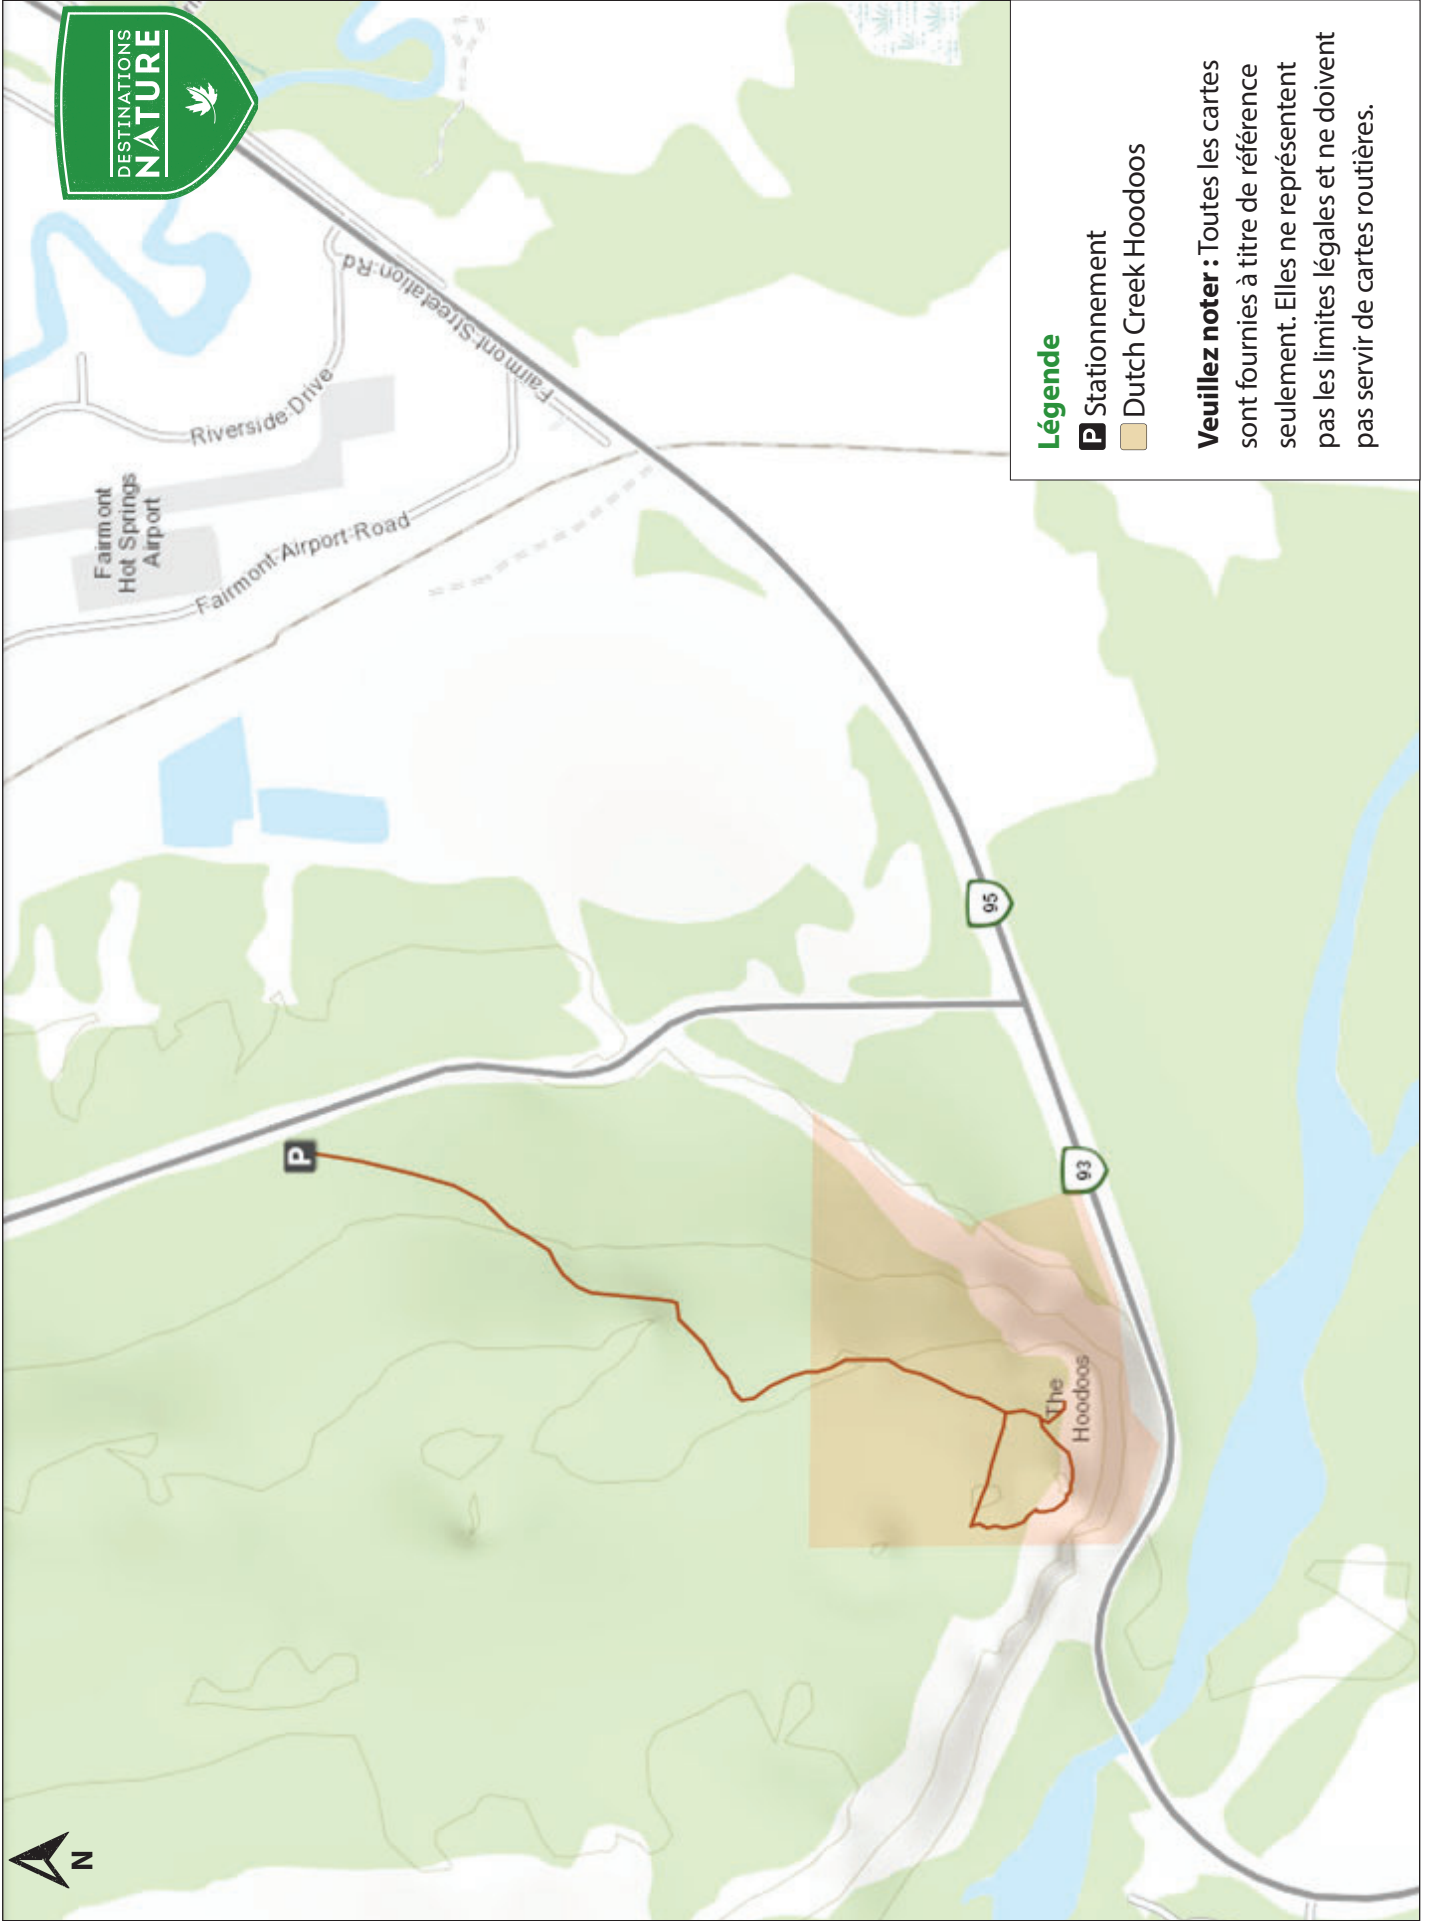 DESTINATIONS
NATURE
N
Fairmont
Hot Springs
Airport
Riverside Drive
Fairmont Airport Road
Fairmont Streetation Rd
95
93
P
The
Hoodoos
Légende
P Stationnement
Dutch Creek Hoodoos
Veuillez noter : Toutes les cartes
sont fournies à titre de référence
seulement. Elles ne représentent
pas les limites légales et ne doivent
pas servir de cartes routières.